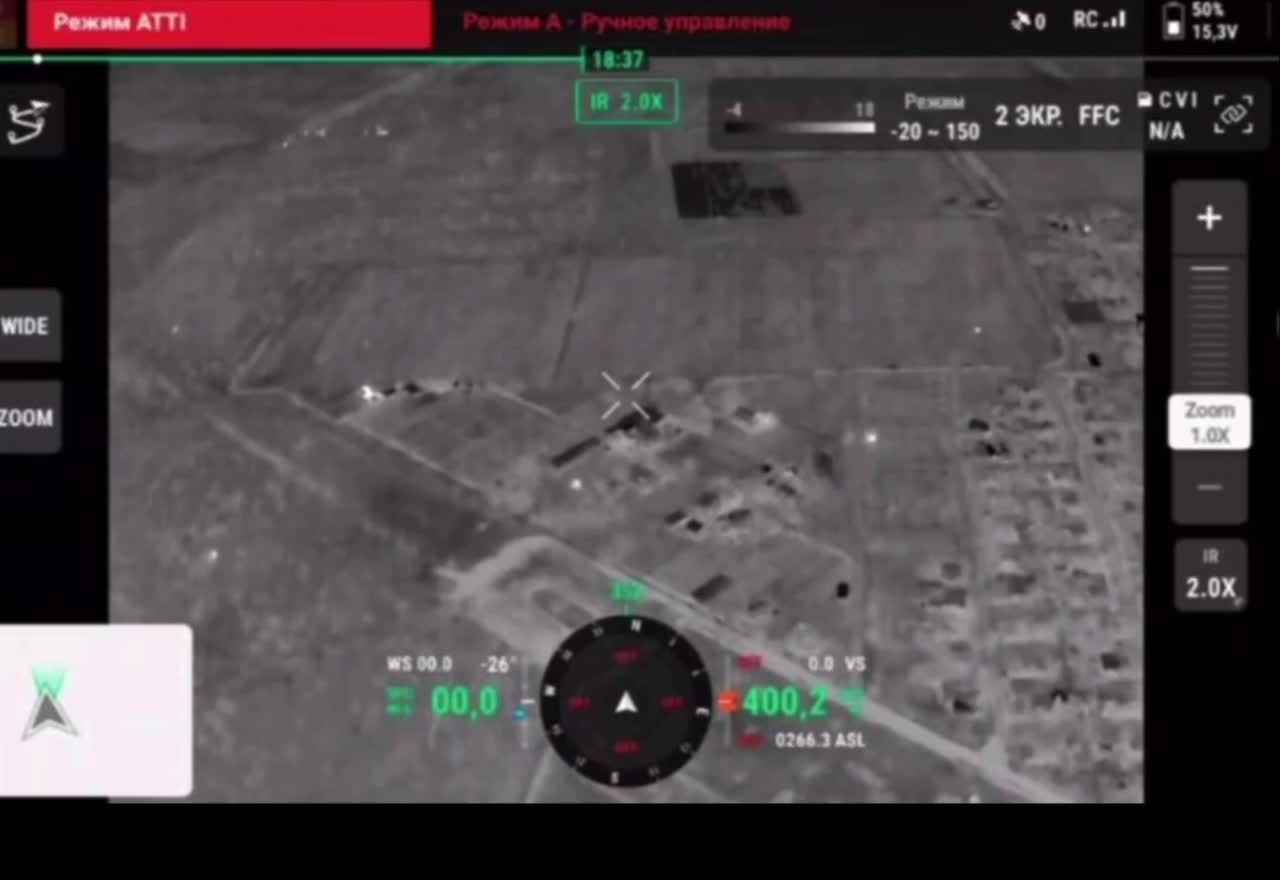 Режим ATTI
Режим A - Ручное управление
0
RC
50%
15,3V
18:37
IR 2.0X
-4 18
Режим
-20 ~ 150
2 ЭКР.
FFC
CVI
N/A
WIDE
ZOOM
+
Zoom
1.0X
−
IR
2.0X
WS 00.0
-26°
00,0
N
E
S
W
0.0 VS
400,2
0266.3 ASL